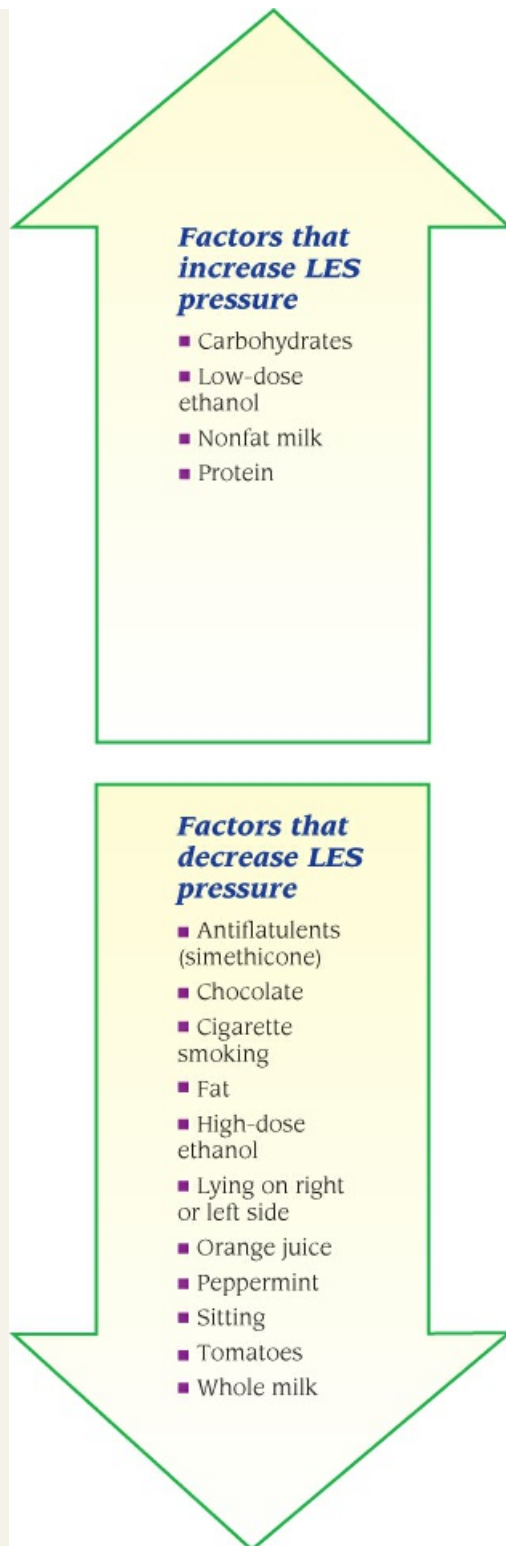 Factors that
increase LES
pressure
■ Carbohydrates
■ Low-dose
ethanol
■ Nonfat milk
■ Protein
Factors that
decrease LES
pressure
■ Antiflatulents
(simethicone)
■ Chocolate
■ Cigarette
smoking
■ Fat
■ High-dose
ethanol
■ Lying on right
or left side
■ Orange juice
■ Peppermint
■ Sitting
■ Tomatoes
■ Whole milk